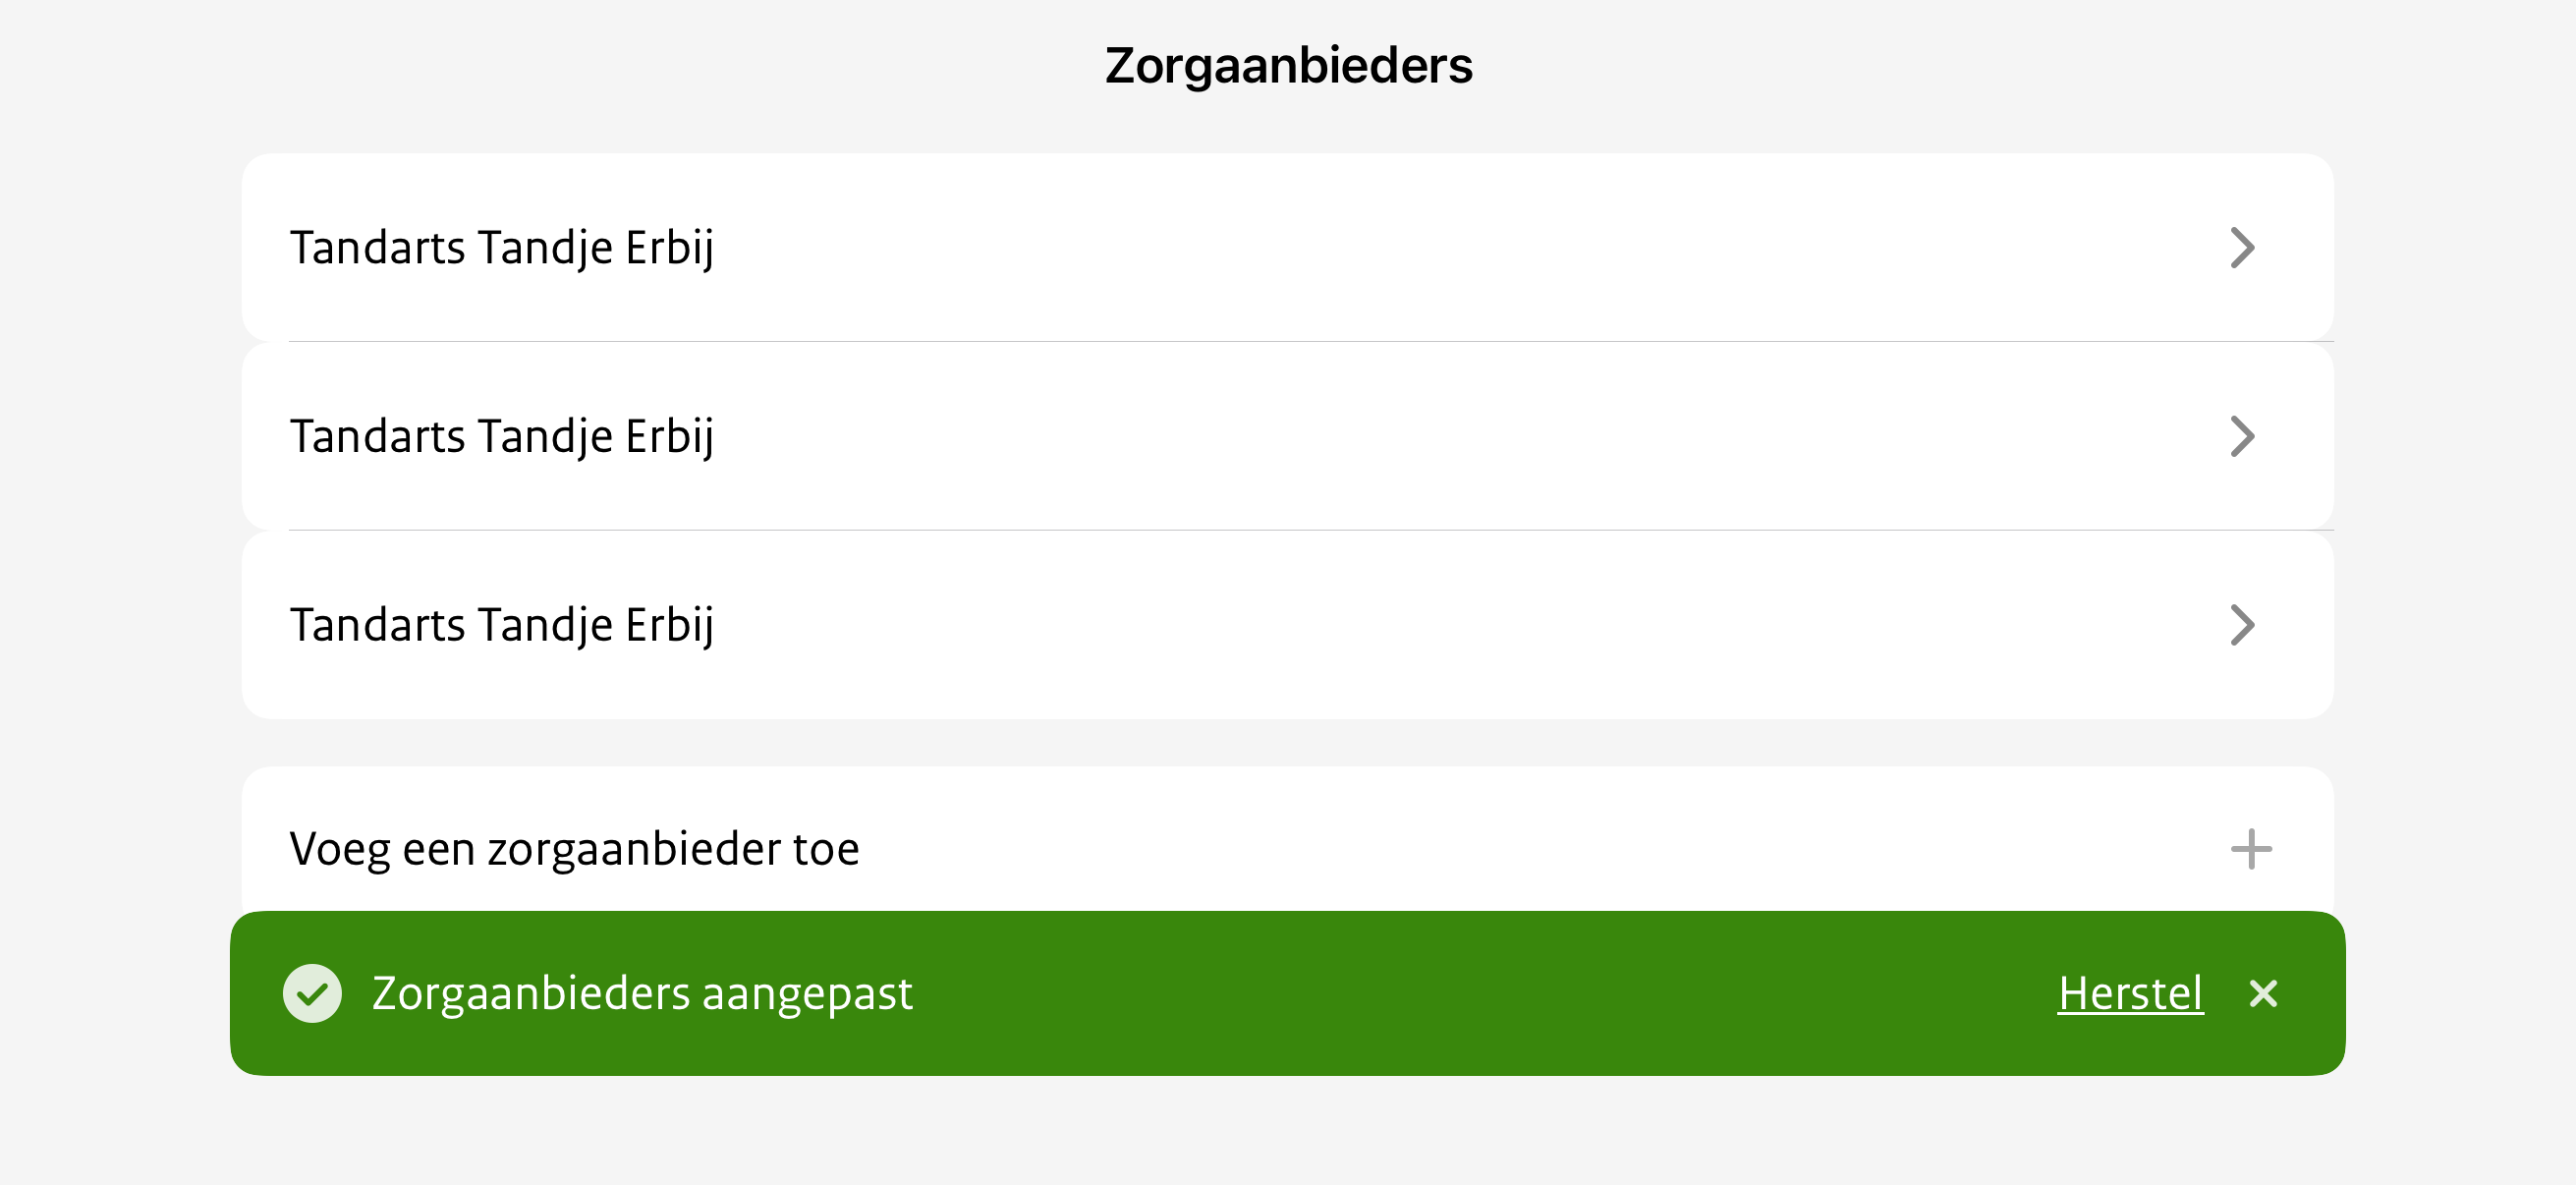 Zorgaanbieders
Tandarts Tandje Erbij
Tandarts Tandje Erbij
Tandarts Tandje Erbij
Voeg een zorgaanbieder toe
Zorgaanbieders aangepast Herstel